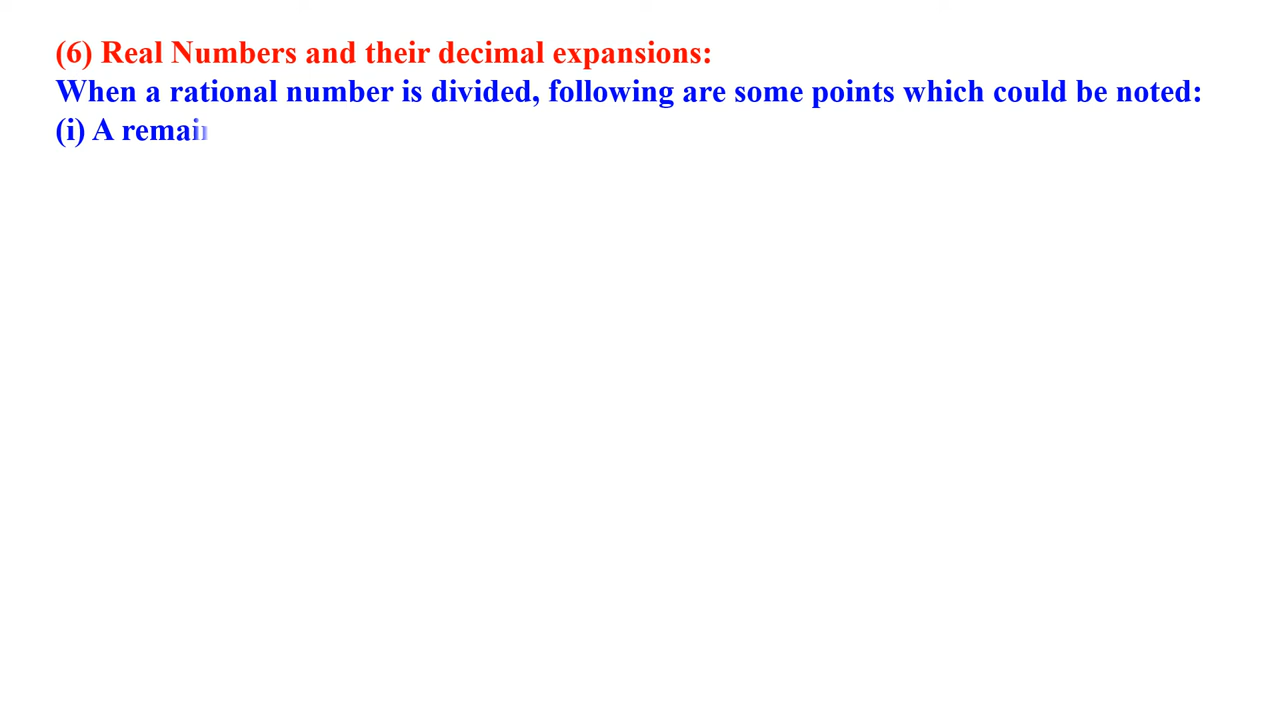 (6) Real Numbers and their decimal expansions:
When a rational number is divided, following are some points which could be noted:
(i) A remai